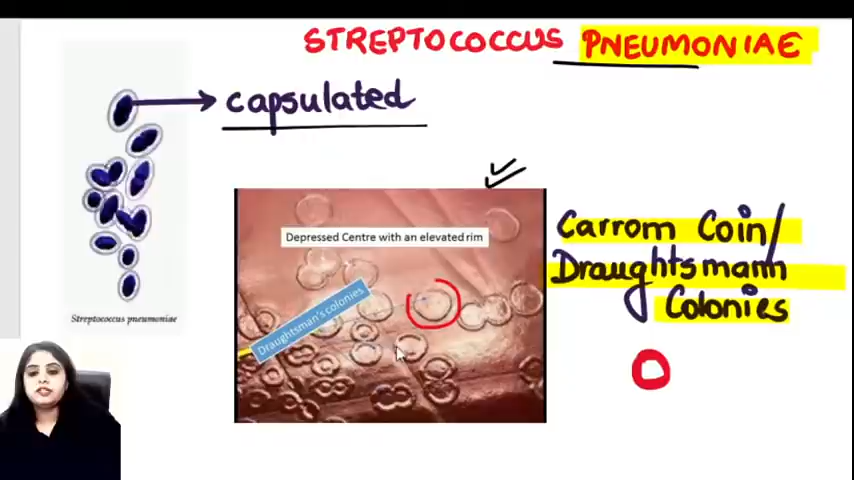 STREPTOCOCCUS PNEUMONIAE
capsulated
Depressed Centre with an elevated rim
Draughtsman's colonies
Streptococcus pneumoniae
Carrom Coin/
Draughtsmann
Colonies